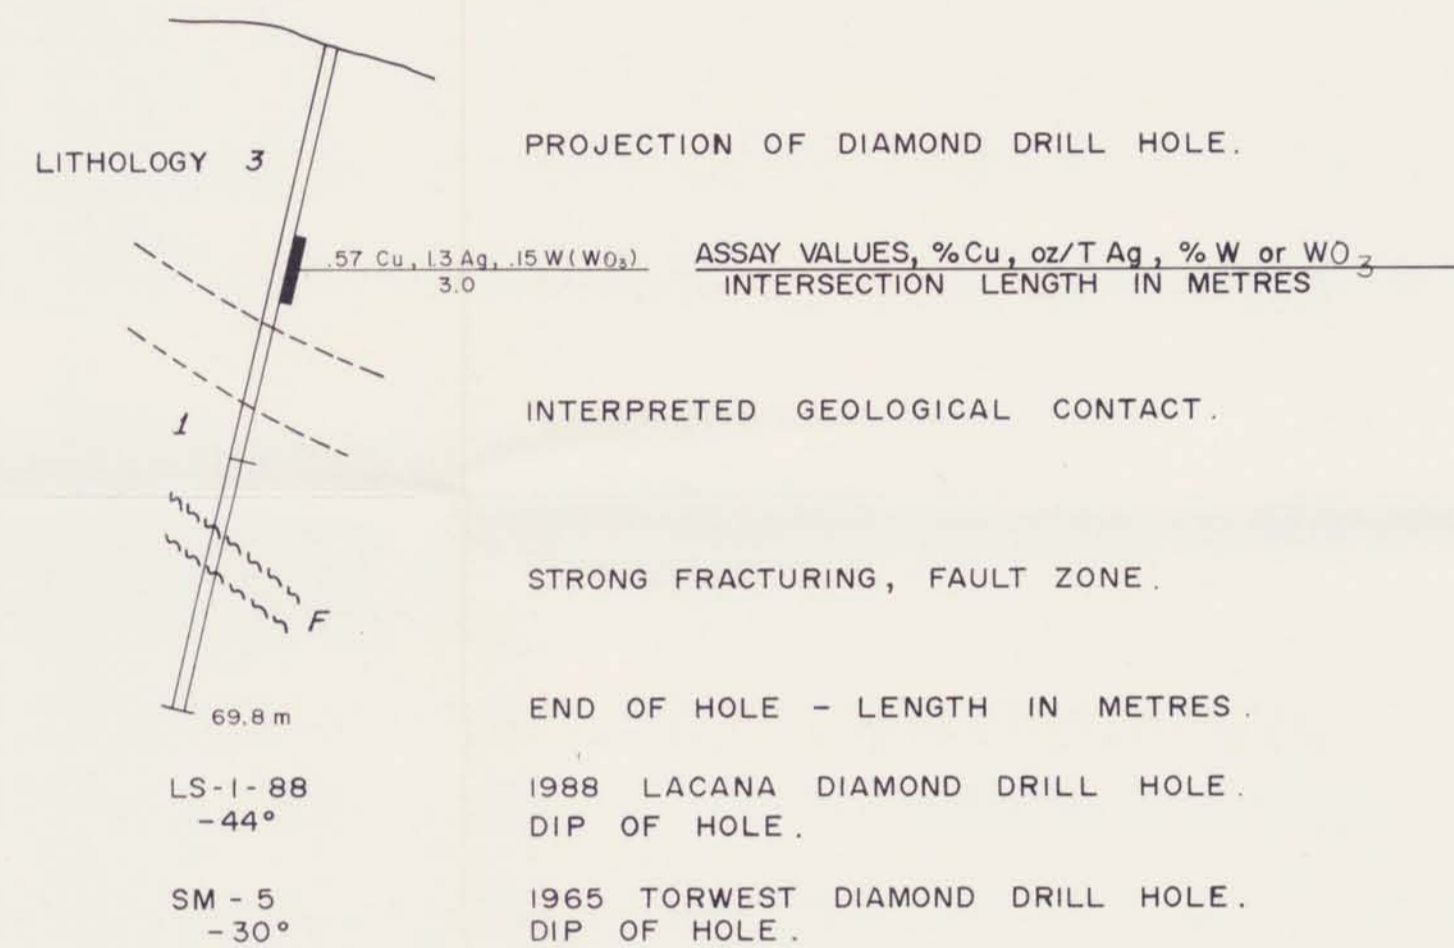 LITHOLOGY 3
PROJECTION OF DIAMOND DRILL HOLE.
.57 Cu, 1.3 Ag, .15 W (WO₃)
3.0
ASSAY VALUES, % Cu, oz/T Ag, % W or WO₃
INTERSECTION LENGTH IN METRES
1
INTERPRETED GEOLOGICAL CONTACT.
F
STRONG FRACTURING, FAULT ZONE.
69.8 m
END OF HOLE - LENGTH IN METRES.
LS-1-88
1988 LACANA DIAMOND DRILL HOLE.
-44°
DIP OF HOLE.
SM - 5
1965 TORWEST DIAMOND DRILL HOLE.
-30°
DIP OF HOLE.